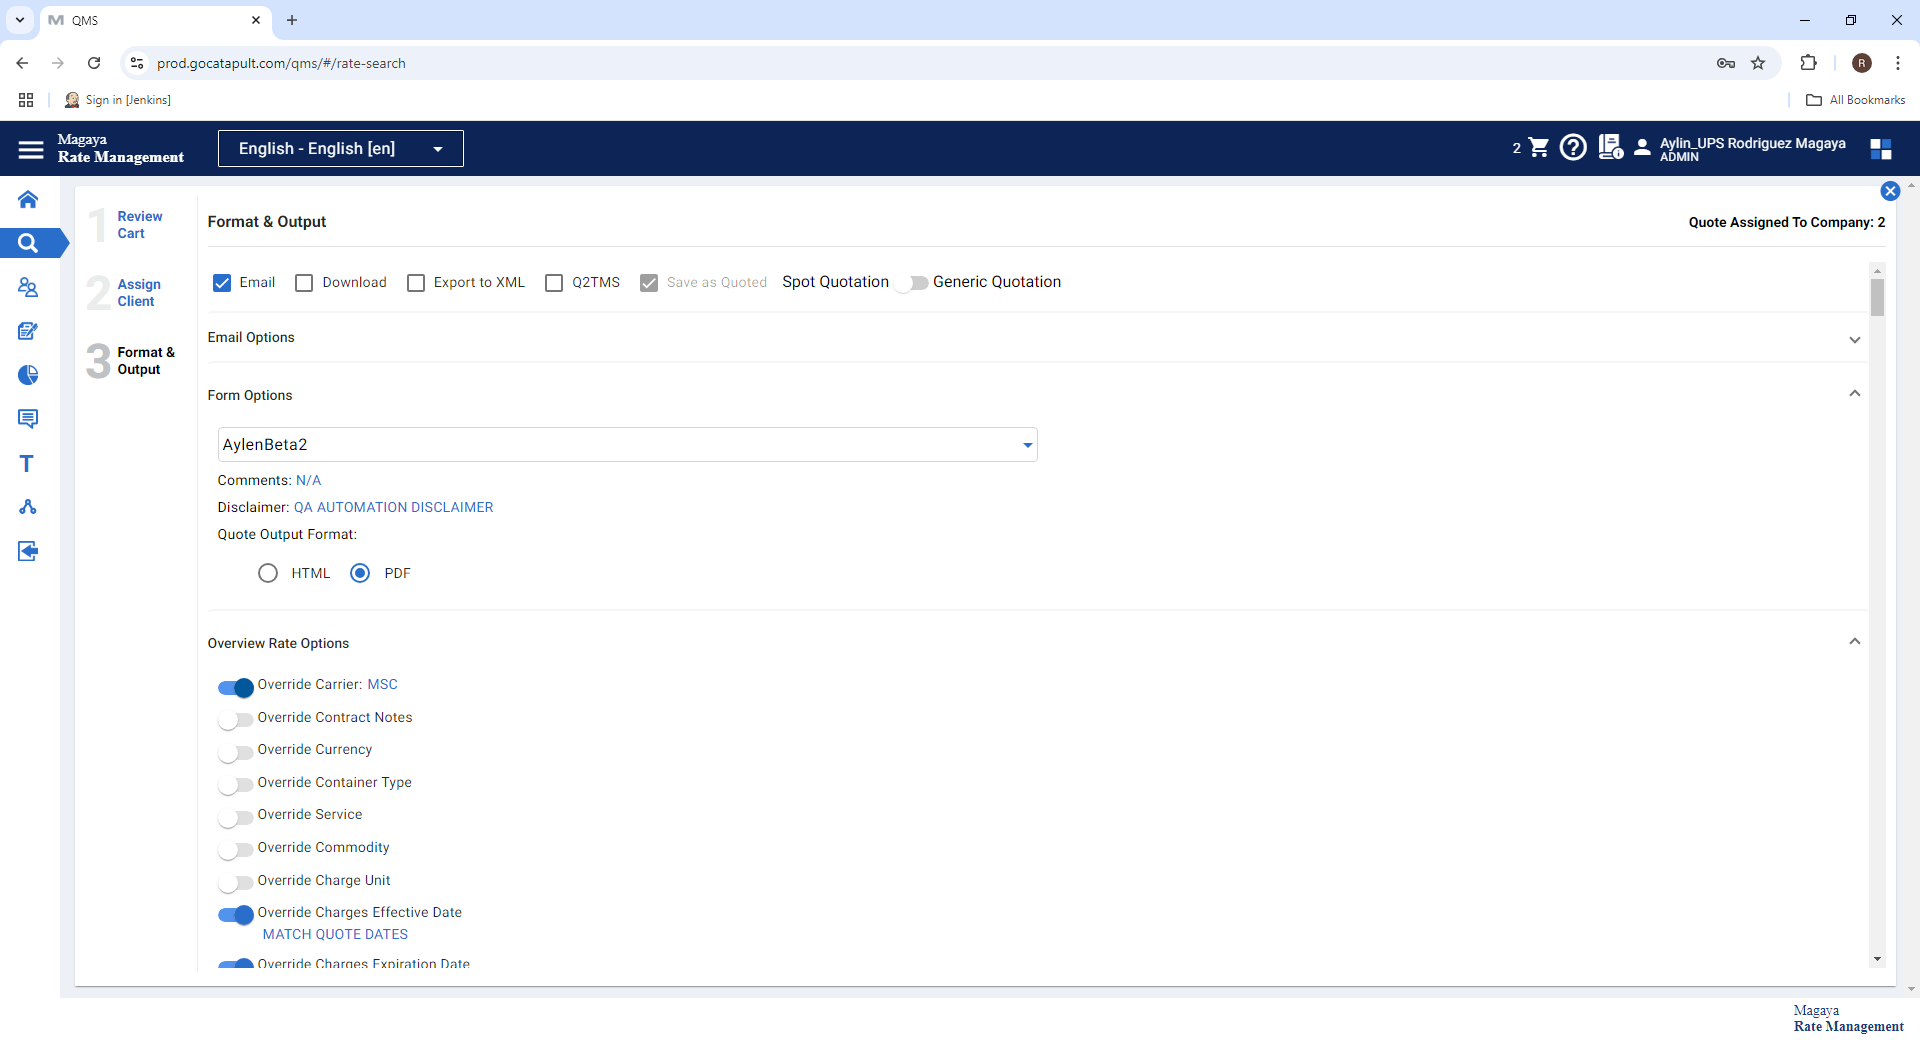 QMS
prod.gocatapult.com/qms/#/rate-search
R
Sign in [Jenkins]
All Bookmarks
Magaya
Rate Management
English - English [en]
2
Aylin_UPS Rodriguez Magaya
ADMIN
1 Review Cart
2 Assign Client
3 Format & Output
Format & Output
Quote Assigned To Company: 2
Email
Download
Export to XML
Q2TMS
Save as Quoted
Spot Quotation
Generic Quotation
Email Options
Form Options
AylenBeta2
Comments: N/A
Disclaimer: QA AUTOMATION DISCLAIMER
Quote Output Format:
HTML
PDF
Overview Rate Options
Override Carrier: MSC
Override Contract Notes
Override Currency
Override Container Type
Override Service
Override Commodity
Override Charge Unit
Override Charges Effective Date
MATCH QUOTE DATES
Override Charges Expiration Date
T
Magaya
Rate Management